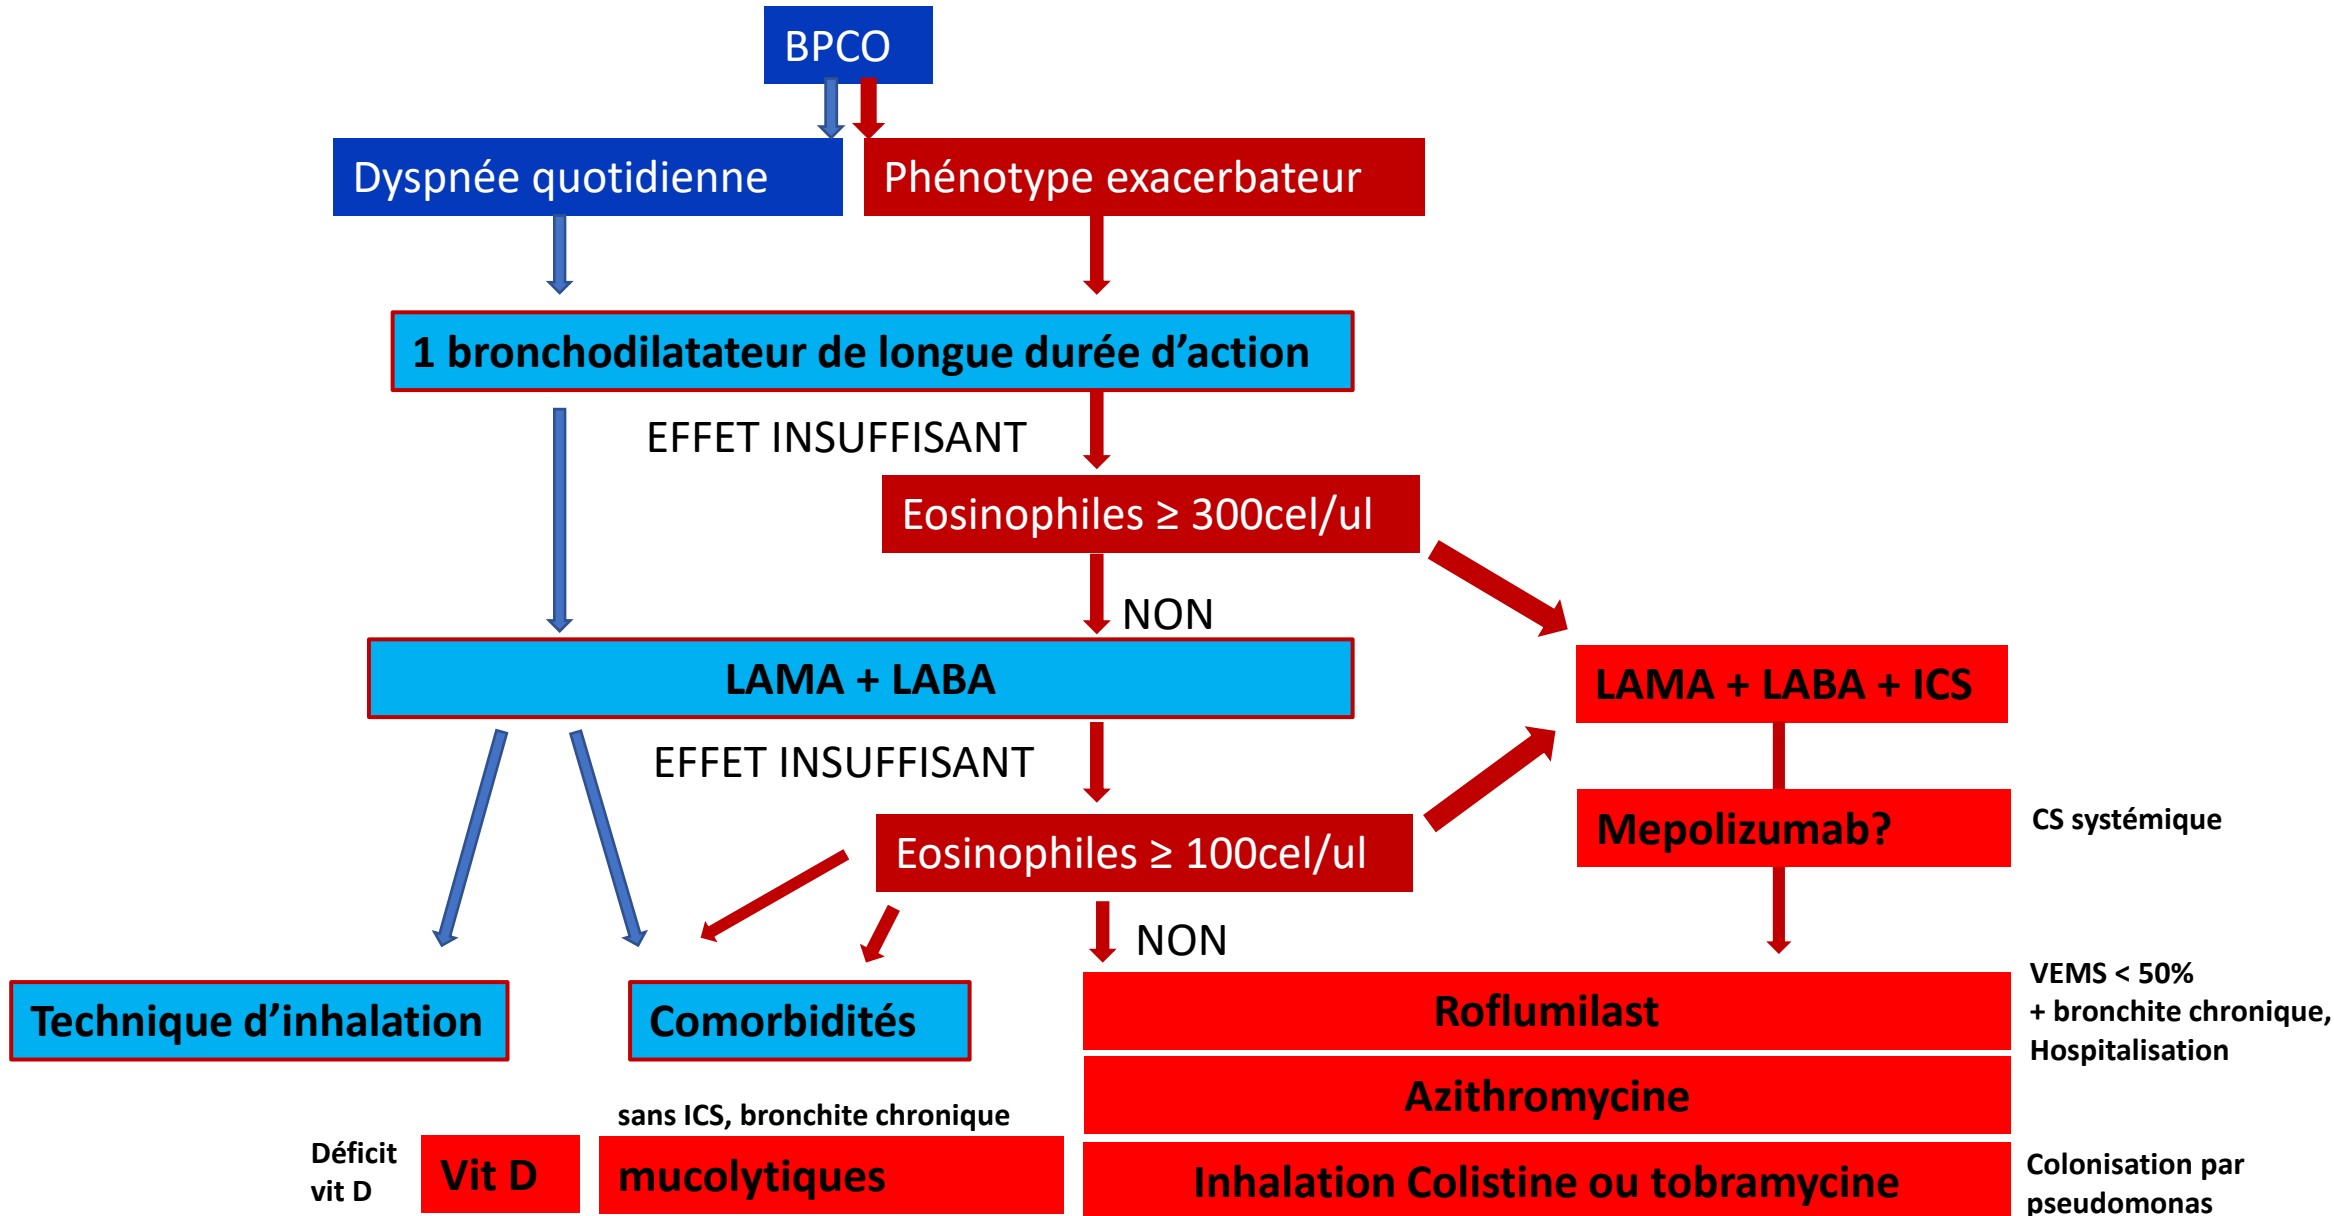 BPCO
Dyspnée quotidienne
Phénotype exacerbateur
1 bronchodilatateur de longue durée d’action
EFFET INSUFFISANT
Eosinophiles ≥ 300cel/ul
NON
LAMA + LABA
LAMA + LABA + ICS
EFFET INSUFFISANT
Mepolizumab?
CS systémique
Eosinophiles ≥ 100cel/ul
NON
Technique d’inhalation
Comorbidités
Roflumilast
VEMS < 50%
+ bronchite chronique,
Hospitalisation
Azithromycine
sans ICS, bronchite chronique
Déficit
vit D
Vit D
mucolytiques
Inhalation Colistine ou tobramycine
Colonisation par
pseudomonas